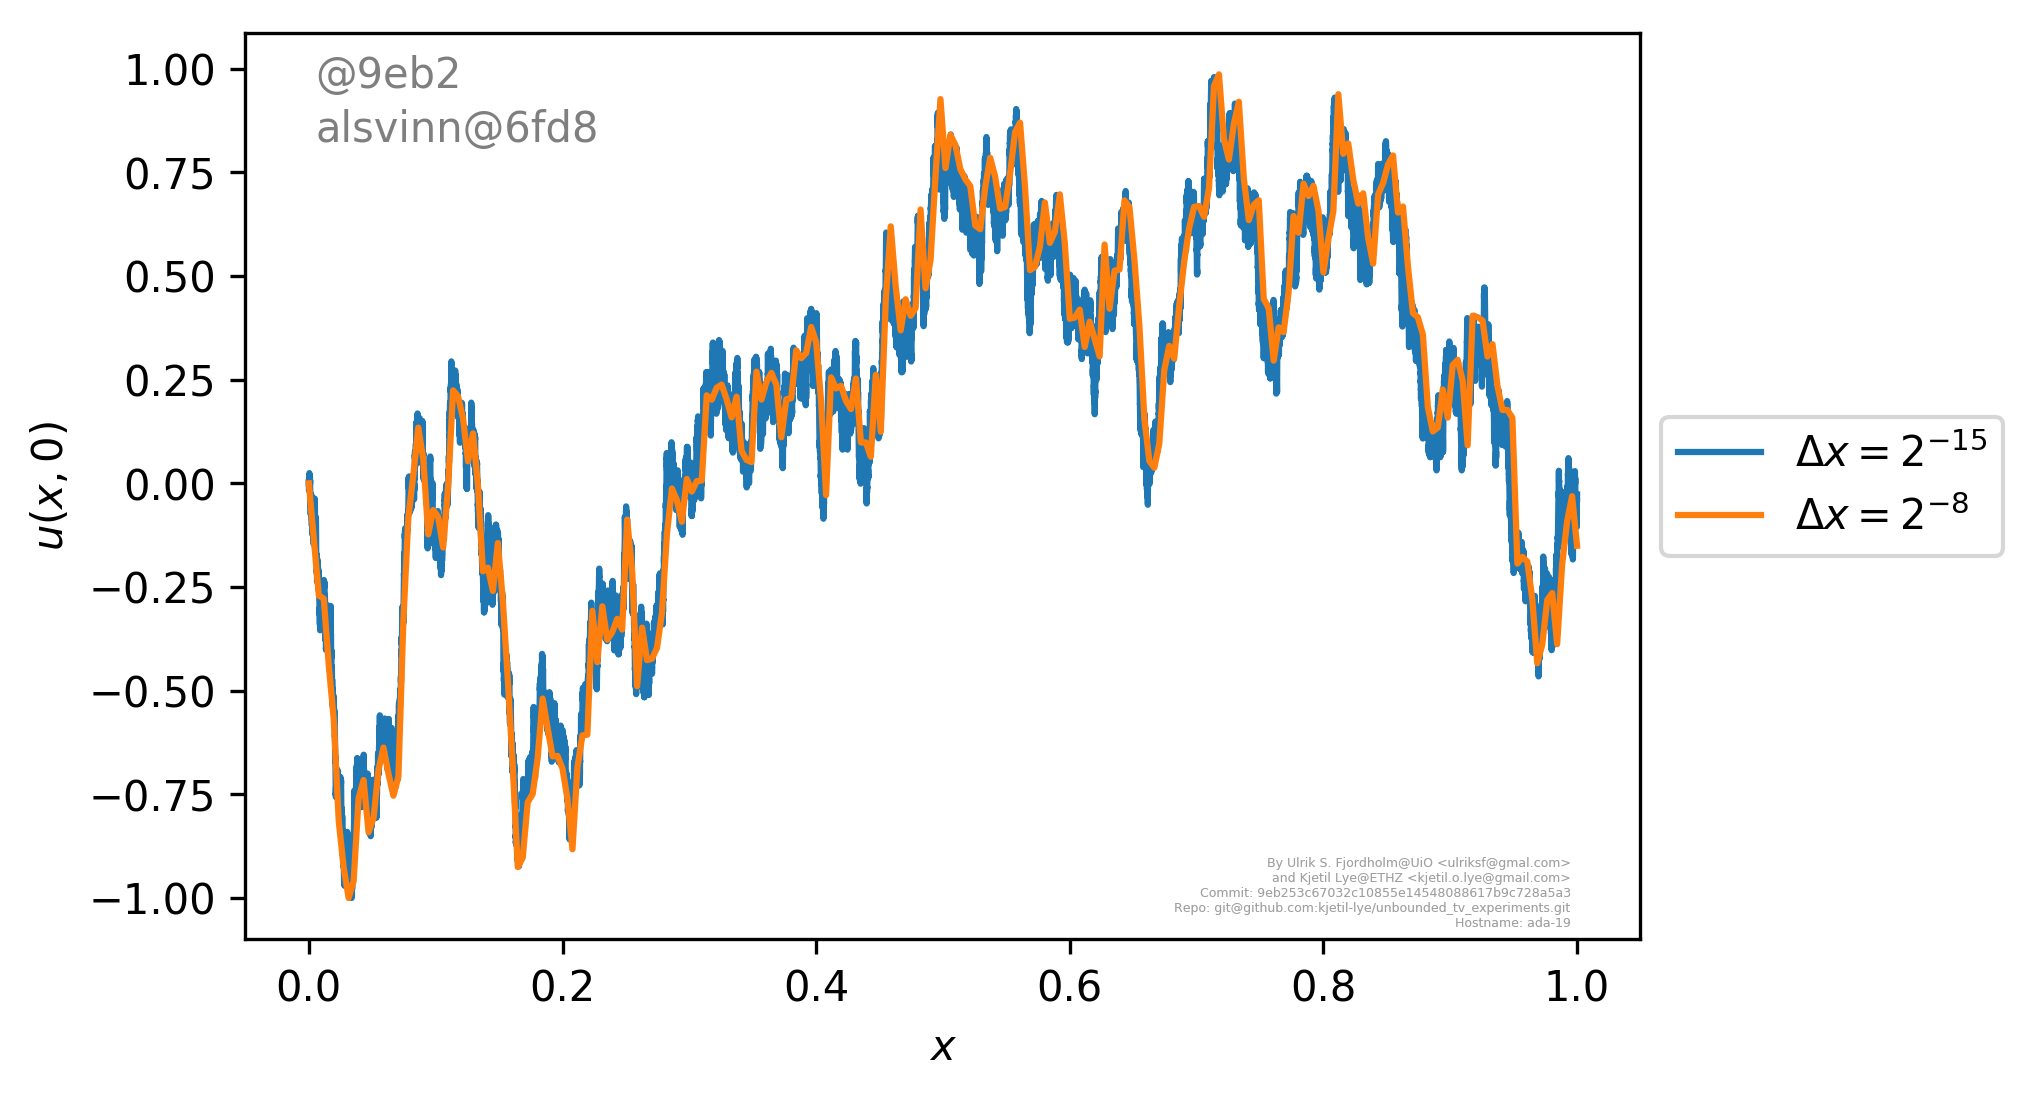 @9eb2
alsvinn@6fd8
1.00
0.75
0.50
0.25
0.00
−0.25
−0.50
−0.75
−1.00
u(x, 0)
Δx = 2⁻¹⁵
Δx = 2⁻⁸
By Ulrik S. Fjordholm@UiO <ulriksf@gmal.com>
and Kjetil Lye@ETHZ <kjetil.o.lye@gmail.com>
Commit: 9eb253c67032c10855e14548088617b9c728a5a3
Repo: git@github.com:kjetil-lye/unbounded_tv_experiments.git
Hostname: ada-19
0.0 0.2 0.4 0.6 0.8 1.0
x